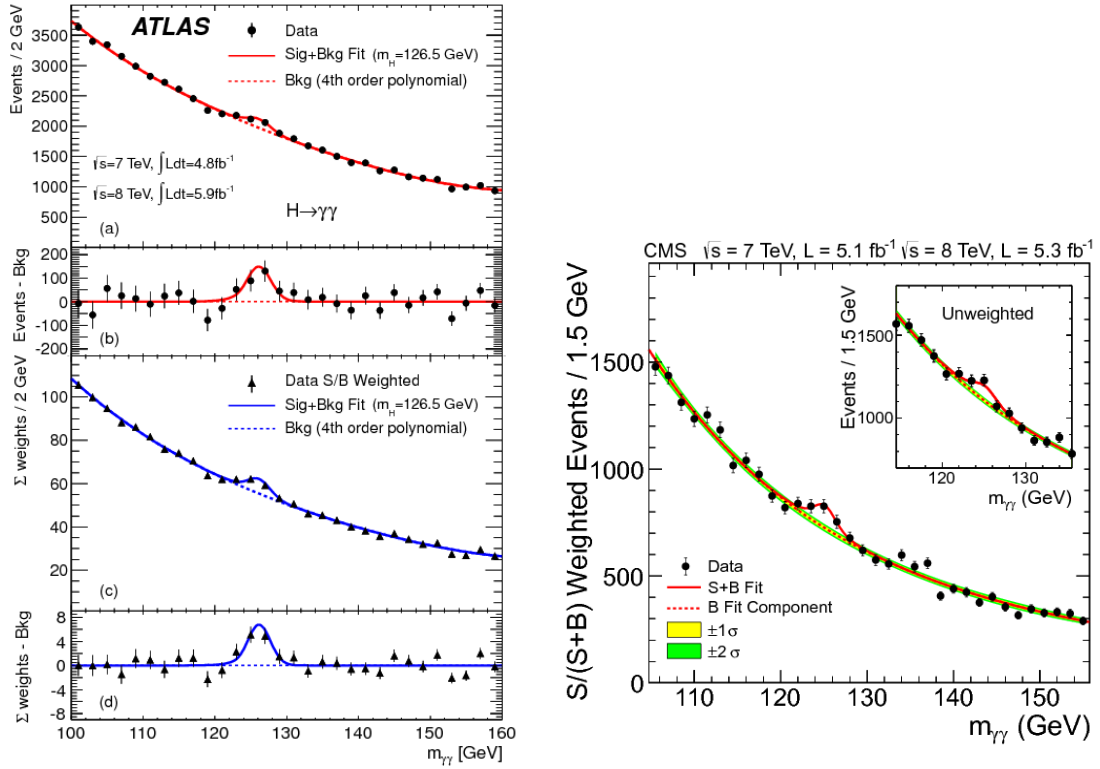 ATLAS
Data
Sig+Bkg Fit (m_H=126.5 GeV)
Bkg (4th order polynomial)
Events / 2 GeV
3500
3000
2500
2000
1500
1000
500
√s=7 TeV, ∫Ldt=4.8fb⁻¹
√s=8 TeV, ∫Ldt=5.9fb⁻¹
H→γγ
(a)
Events - Bkg
200
100
0
-100
-200
(b)
Σ weights / 2 GeV
100
80
60
40
20
Data S/B Weighted
Sig+Bkg Fit (m_H=126.5 GeV)
Bkg (4th order polynomial)
(c)
Σ weights - Bkg
8
4
0
-4
-8
(d)
100 110 120 130 140 150 160
m_γγ [GeV]
CMS √s = 7 TeV, L = 5.1 fb⁻¹ √s = 8 TeV, L = 5.3 fb⁻¹
S/(S+B) Weighted Events / 1.5 GeV
1500
1000
500
0
Unweighted
Events / 1.5 GeV
1500
1000
120 130
m_γγ (GeV)
Data
S+B Fit
B Fit Component
±1σ
±2 σ
110 120 130 140 150
m_γγ (GeV)